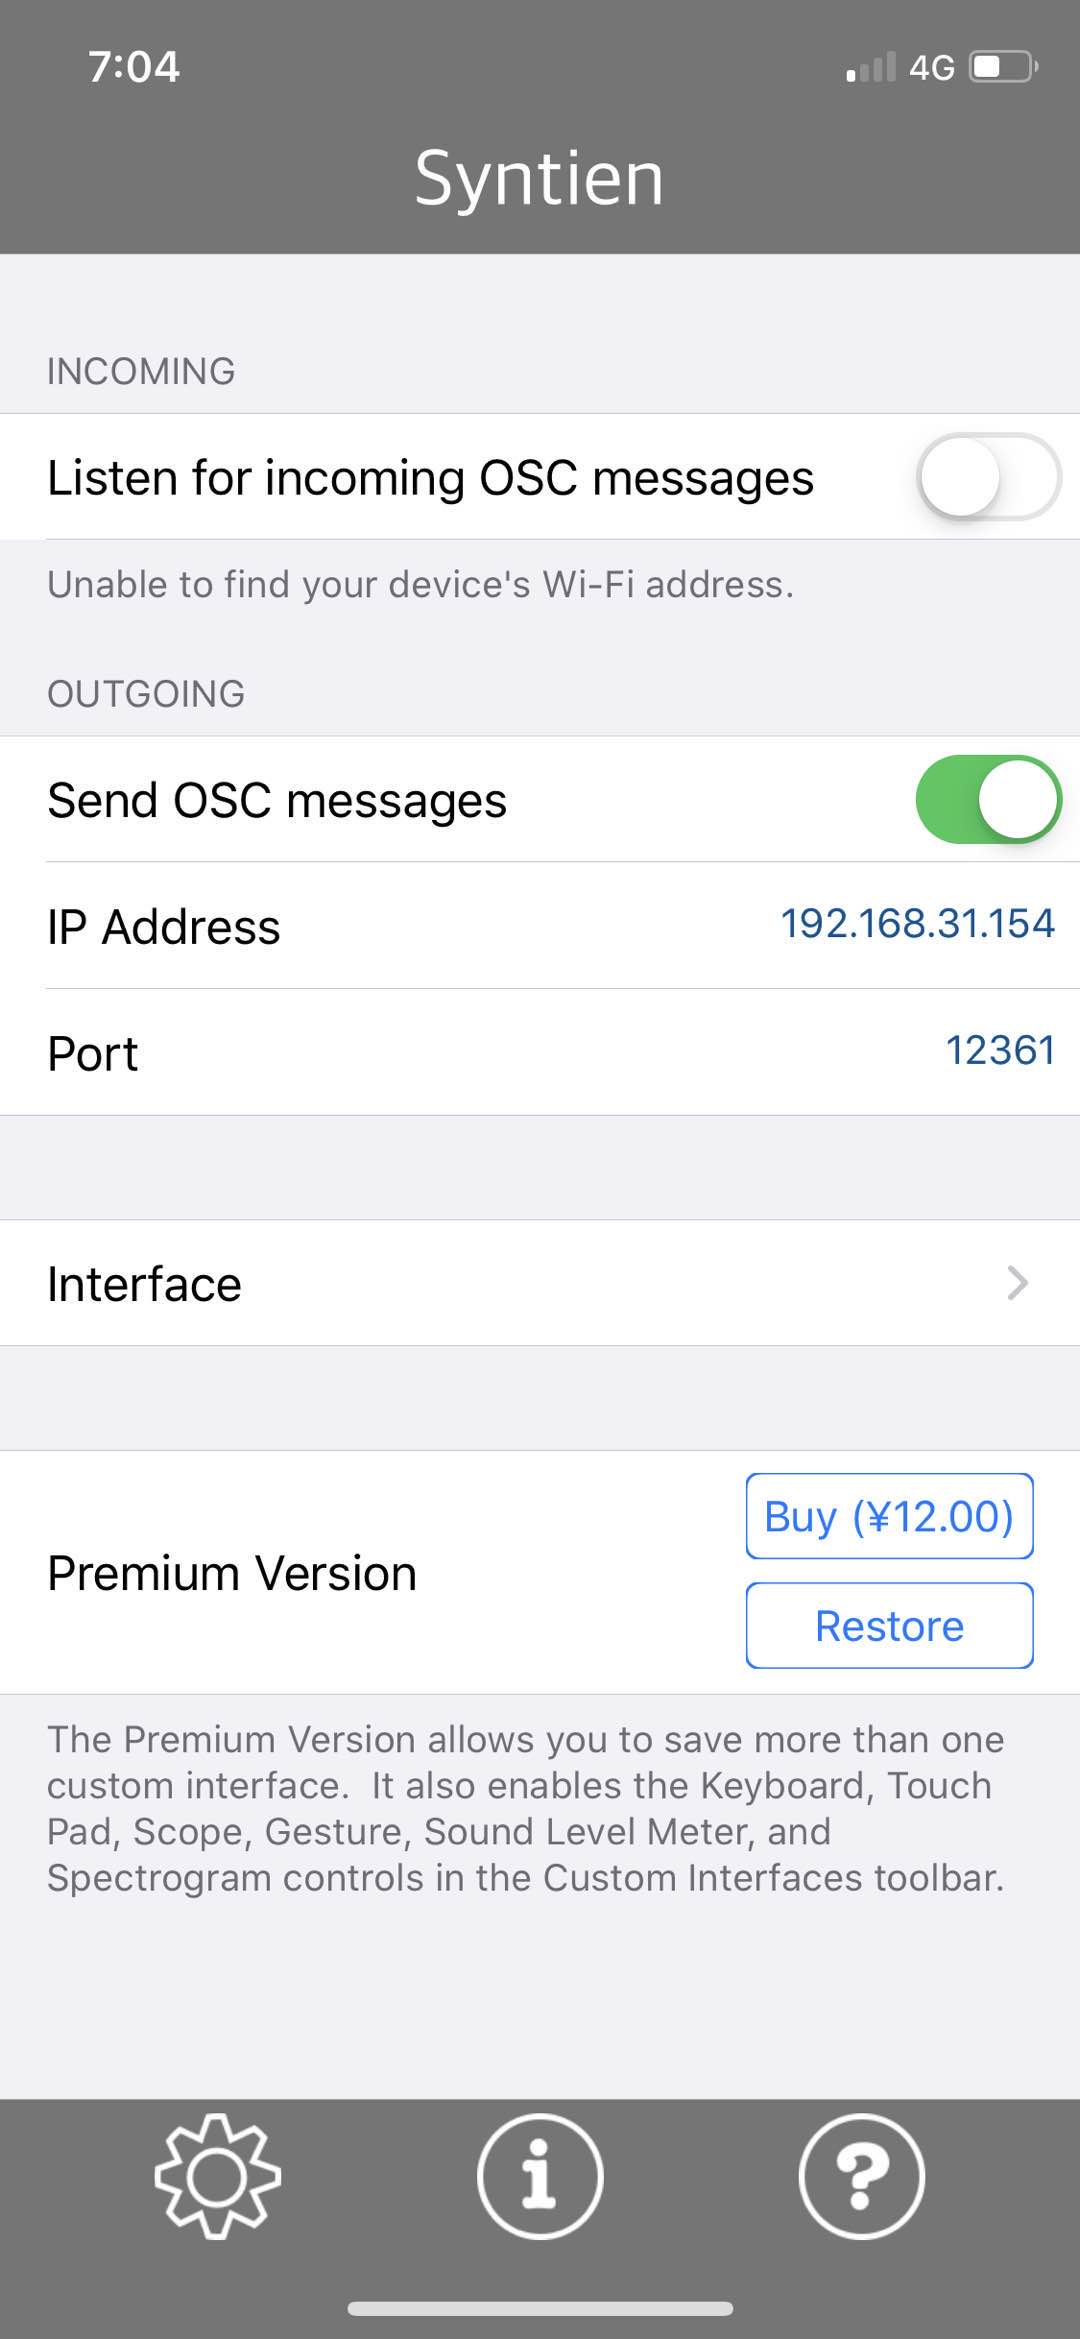 7:04
4G
Syntien
INCOMING
Listen for incoming OSC messages
Unable to find your device's Wi-Fi address.
OUTGOING
Send OSC messages
IP Address 192.168.31.154
Port 12361
Interface
Buy (¥12.00)
Premium Version
Restore
The Premium Version allows you to save more than one
custom interface.  It also enables the Keyboard, Touch
Pad, Scope, Gesture, Sound Level Meter, and
Spectrogram controls in the Custom Interfaces toolbar.